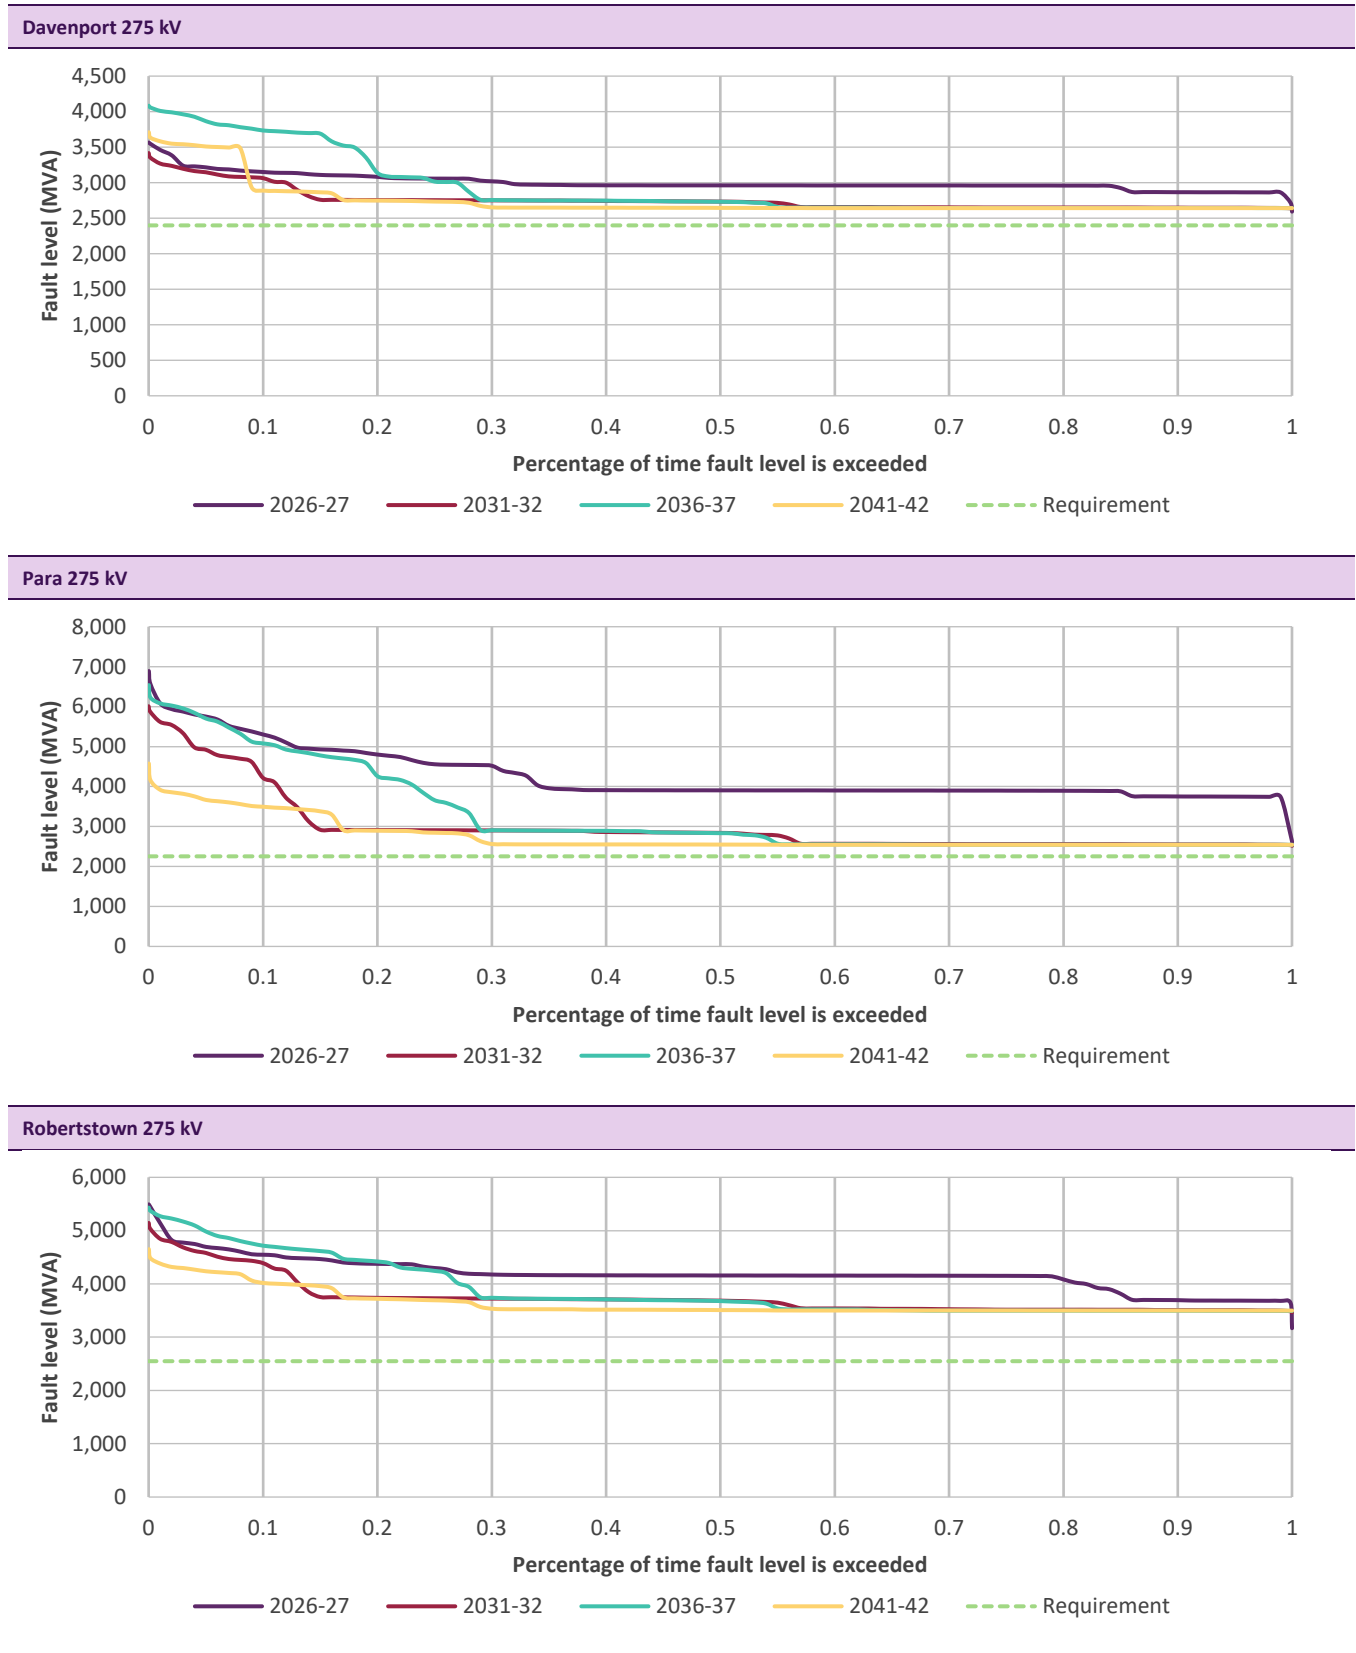 Davenport 275 kV
4,500
4,000
3,500
3,000
2,500
2,000
1,500
1,000
500
0
Fault level (MVA)
0 0.1 0.2 0.3 0.4 0.5 0.6 0.7 0.8 0.9 1
Percentage of time fault level is exceeded
2026-27 2031-32 2036-37 2041-42 Requirement
Para 275 kV
8,000
7,000
6,000
5,000
4,000
3,000
2,000
1,000
0
Fault level (MVA)
0 0.1 0.2 0.3 0.4 0.5 0.6 0.7 0.8 0.9 1
Percentage of time fault level is exceeded
2026-27 2031-32 2036-37 2041-42 Requirement
Robertstown 275 kV
6,000
5,000
4,000
3,000
2,000
1,000
0
Fault level (MVA)
0 0.1 0.2 0.3 0.4 0.5 0.6 0.7 0.8 0.9 1
Percentage of time fault level is exceeded
2026-27 2031-32 2036-37 2041-42 Requirement